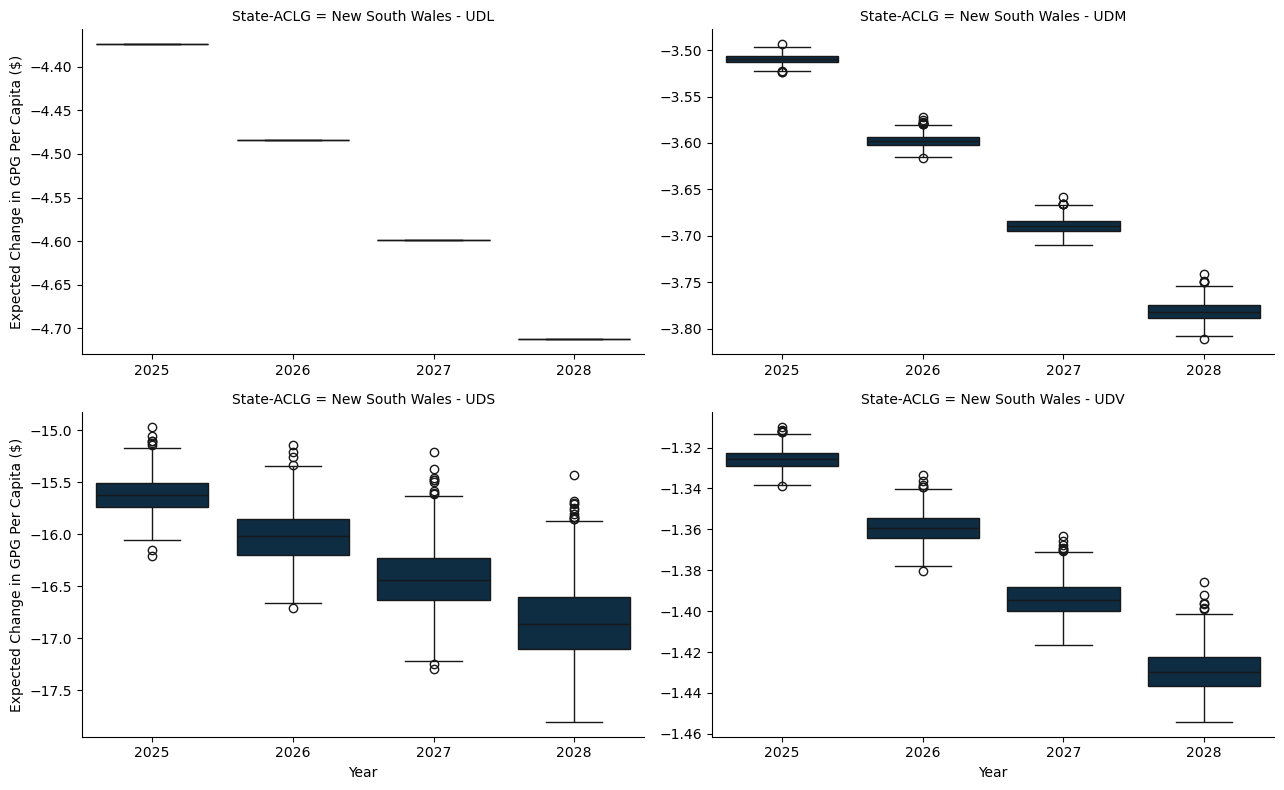 State-ACLG = New South Wales - UDL
Expected Change in GPG Per Capita ($)
−4.40
−4.45
−4.50
−4.55
−4.60
−4.65
−4.70
2025 2026 2027 2028
State-ACLG = New South Wales - UDM
−3.50
−3.55
−3.60
−3.65
−3.70
−3.75
−3.80
2025 2026 2027 2028
State-ACLG = New South Wales - UDS
Expected Change in GPG Per Capita ($)
−15.0
−15.5
−16.0
−16.5
−17.0
−17.5
2025 2026 2027 2028
Year
State-ACLG = New South Wales - UDV
−1.32
−1.34
−1.36
−1.38
−1.40
−1.42
−1.44
−1.46
2025 2026 2027 2028
Year